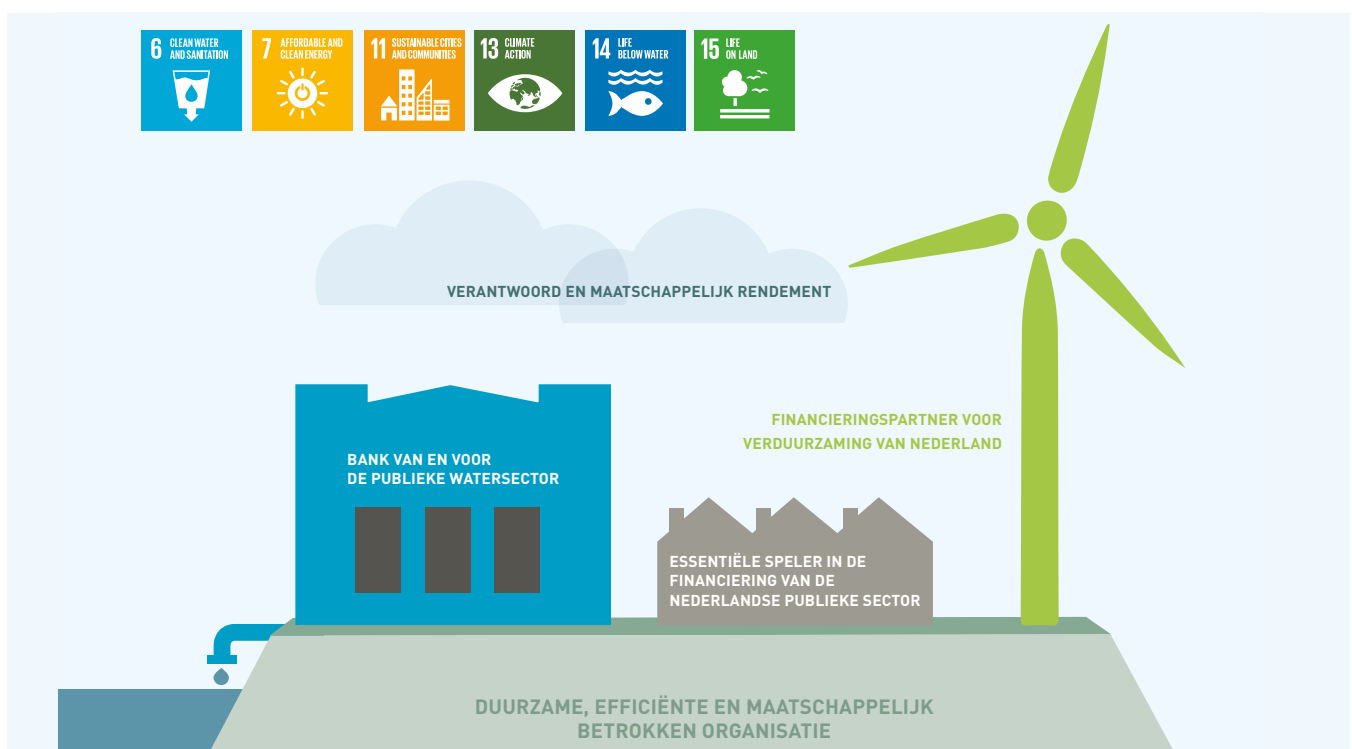 6 CLEAN WATER
AND SANITATION
7 AFFORDABLE AND
CLEAN ENERGY
11 SUSTAINABLE CITIES
AND COMMUNITIES
13 CLIMATE
ACTION
14 LIFE
BELOW WATER
15 LIFE
ON LAND
VERANTWOORD EN MAATSCHAPPELIJK RENDEMENT
FINANCIERINGSPARTNER VOOR
VERDUURZAMING VAN NEDERLAND
BANK VAN EN VOOR
DE PUBLIEKE WATERSECTOR
ESSENTIËLE SPELER IN DE
FINANCIERING VAN DE
NEDERLANDSE PUBLIEKE SECTOR
DUURZAME, EFFICIËNTE EN MAATSCHAPPELIJK
BETROKKEN ORGANISATIE